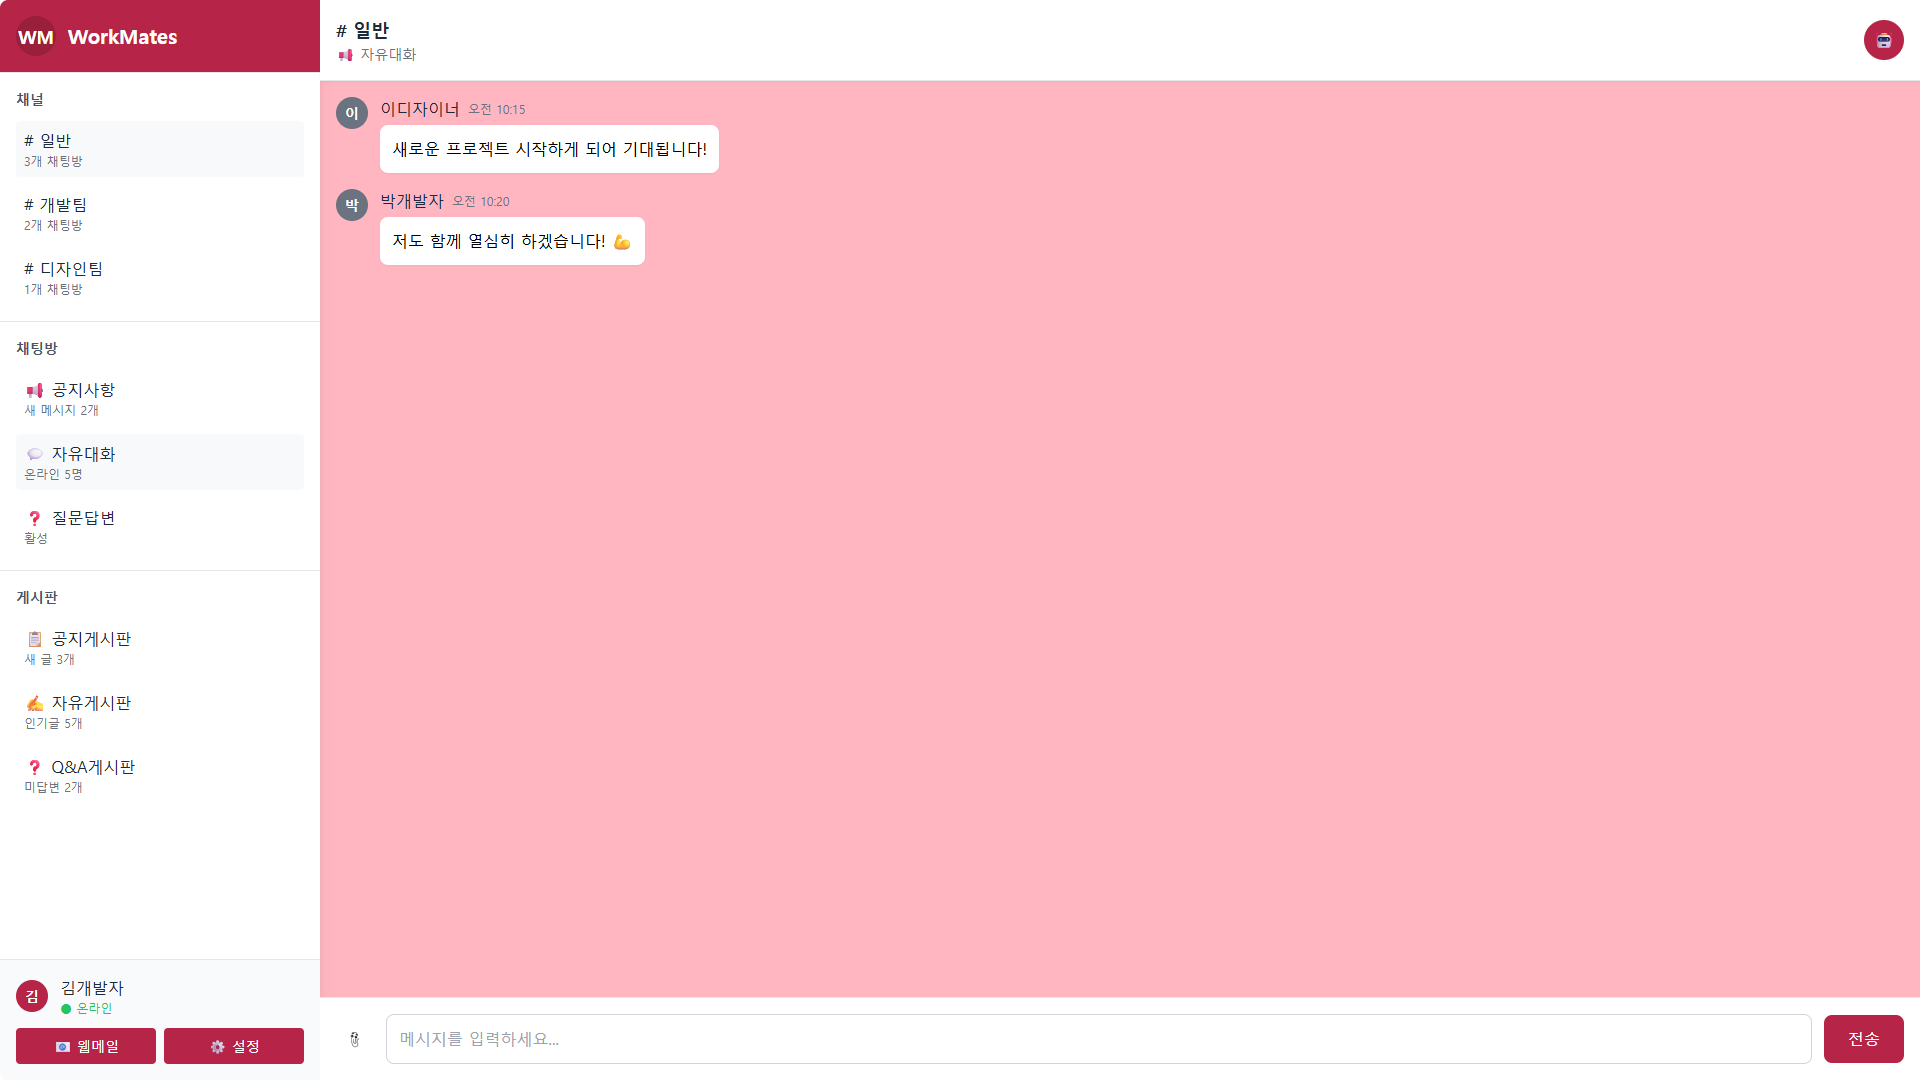 WM WorkMates
채널
# 일반
3개 채팅방
# 개발팀
2개 채팅방
# 디자인팀
1개 채팅방
채팅방
📢 공지사항
새 메시지 2개
💬 자유대화
온라인 5명
❓ 질문답변
활성
게시판
📋 공지게시판
새 글 3개
✍️ 자유게시판
인기글 5개
❓ Q&A게시판
미답변 2개
김 김개발자
온라인
📧 웹메일
⚙️ 설정
# 일반
📢 자유대화
이 이디자이너 오전 10:15
새로운 프로젝트 시작하게 되어 기대됩니다!
박 박개발자 오전 10:20
저도 함께 열심히 하겠습니다! 💪
메시지를 입력하세요...
전송